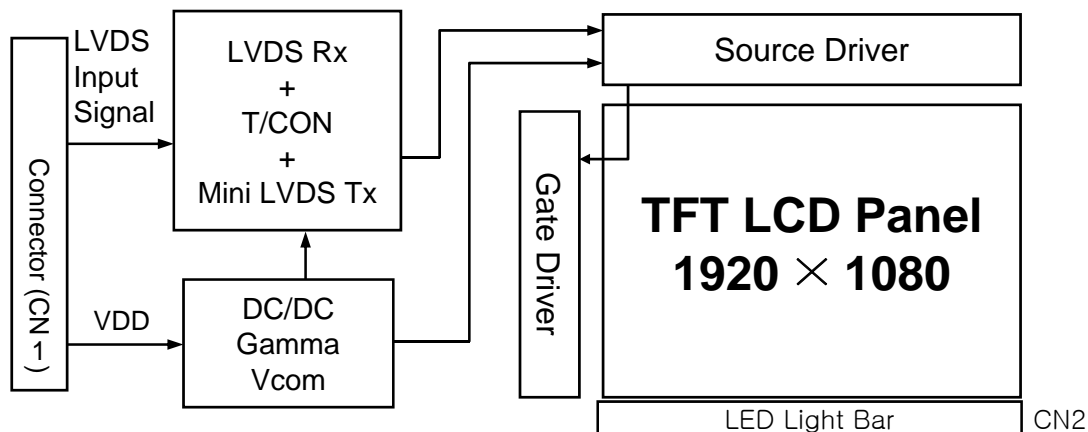 LVDS
Input
Signal
Connector (CN1)
VDD
LVDS Rx
+
T/CON
+
Mini LVDS Tx
DC/DC
Gamma
Vcom
Source Driver
Gate Driver
TFT LCD Panel
1920 × 1080
LED Light Bar
CN2